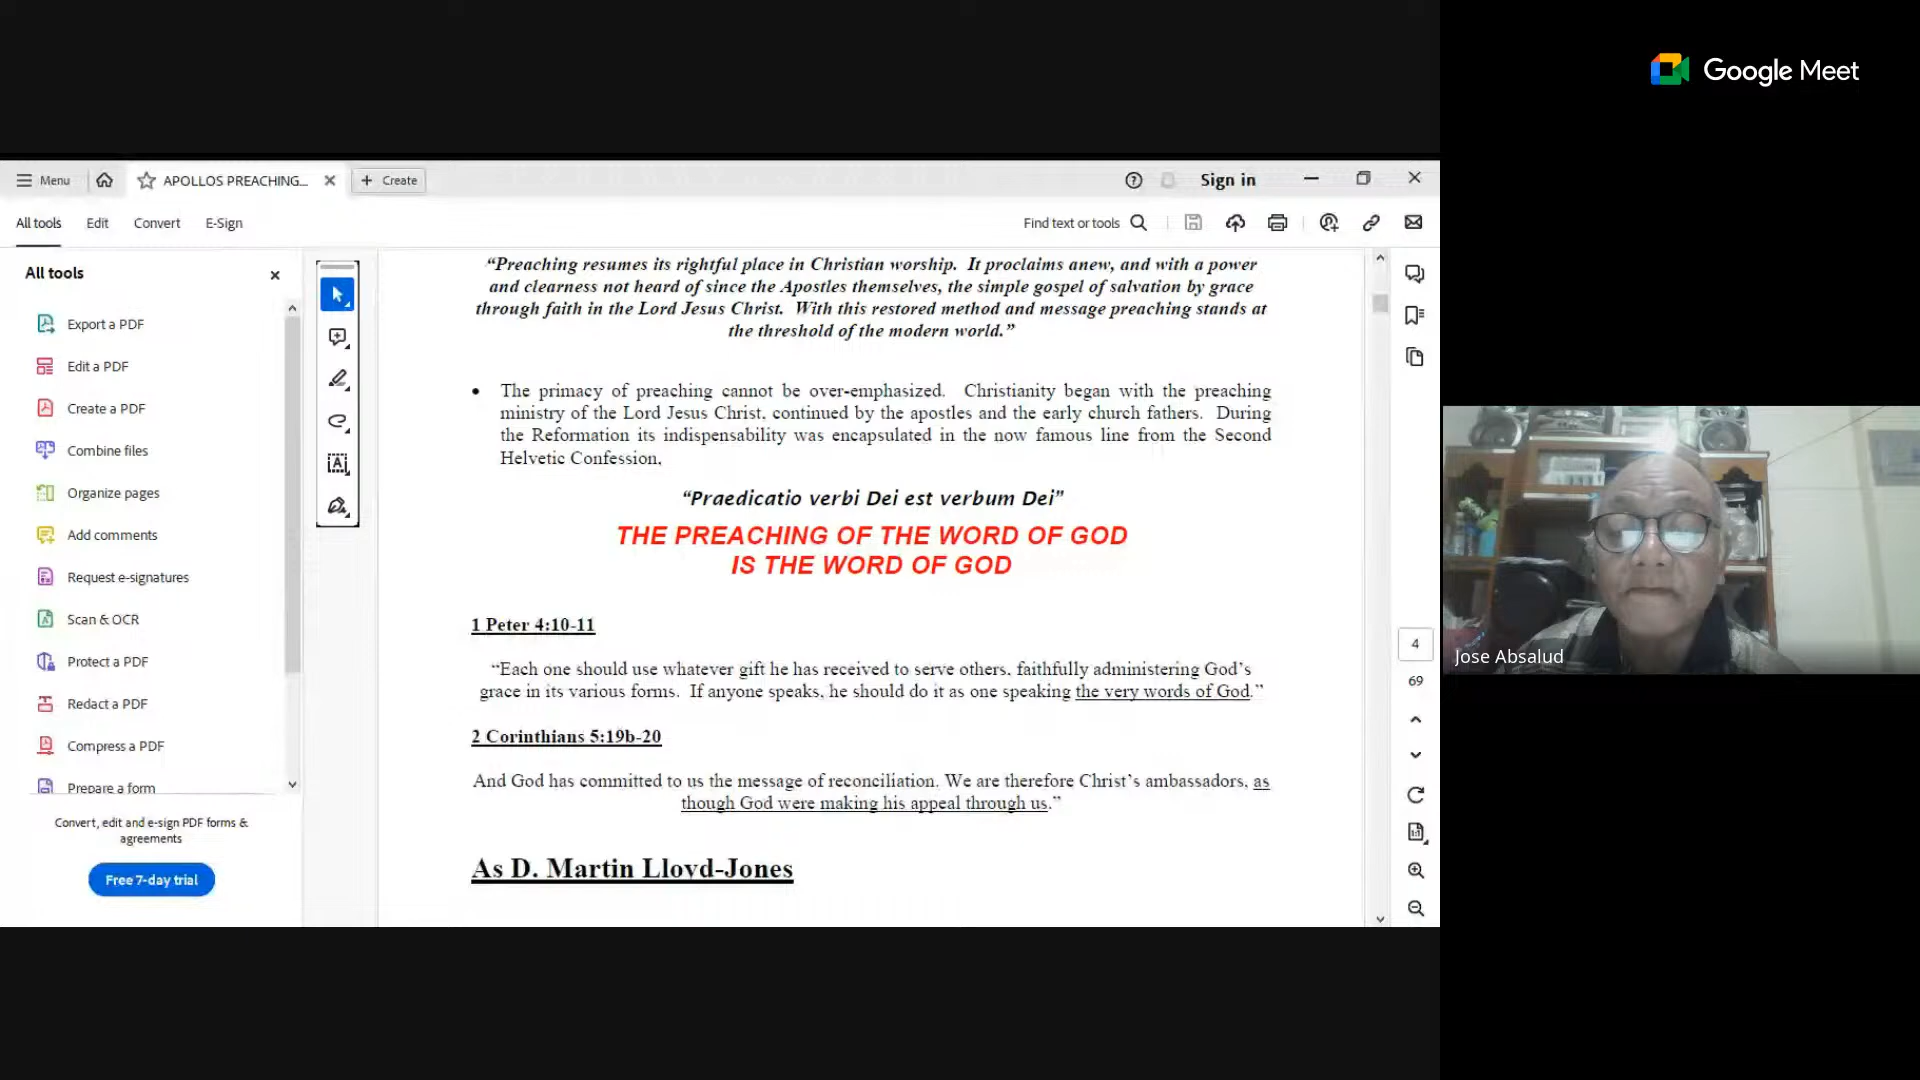 Google Meet
Menu
APOLLOS PREACHING...
Create
Sign in
All tools
Edit
Convert
E-Sign
Find text or tools
All tools
Export a PDF
Edit a PDF
Create a PDF
Combine files
Organize pages
Add comments
Request e-signatures
Scan & OCR
Protect a PDF
Redact a PDF
Compress a PDF
Prepare a form
Convert, edit and e-sign PDF forms &
agreements
Free 7-day trial
“Preaching resumes its rightful place in Christian worship. It proclaims anew, and with a power
and clearness not heard of since the Apostles themselves, the simple gospel of salvation by grace
through faith in the Lord Jesus Christ. With this restored method and message preaching stands at
the threshold of the modern world.”
• The primacy of preaching cannot be over-emphasized. Christianity began with the preaching
ministry of the Lord Jesus Christ, continued by the apostles and the early church fathers. During
the Reformation its indispensability was encapsulated in the now famous line from the Second
Helvetic Confession,
“Praedicatio verbi Dei est verbum Dei”
THE PREACHING OF THE WORD OF GOD
IS THE WORD OF GOD
1 Peter 4:10-11
“Each one should use whatever gift he has received to serve others, faithfully administering God’s
grace in its various forms. If anyone speaks, he should do it as one speaking the very words of God.”
2 Corinthians 5:19b-20
And God has committed to us the message of reconciliation. We are therefore Christ’s ambassadors, as
though God were making his appeal through us.”
As D. Martin Lloyd-Jones
4
69
Jose Absalud